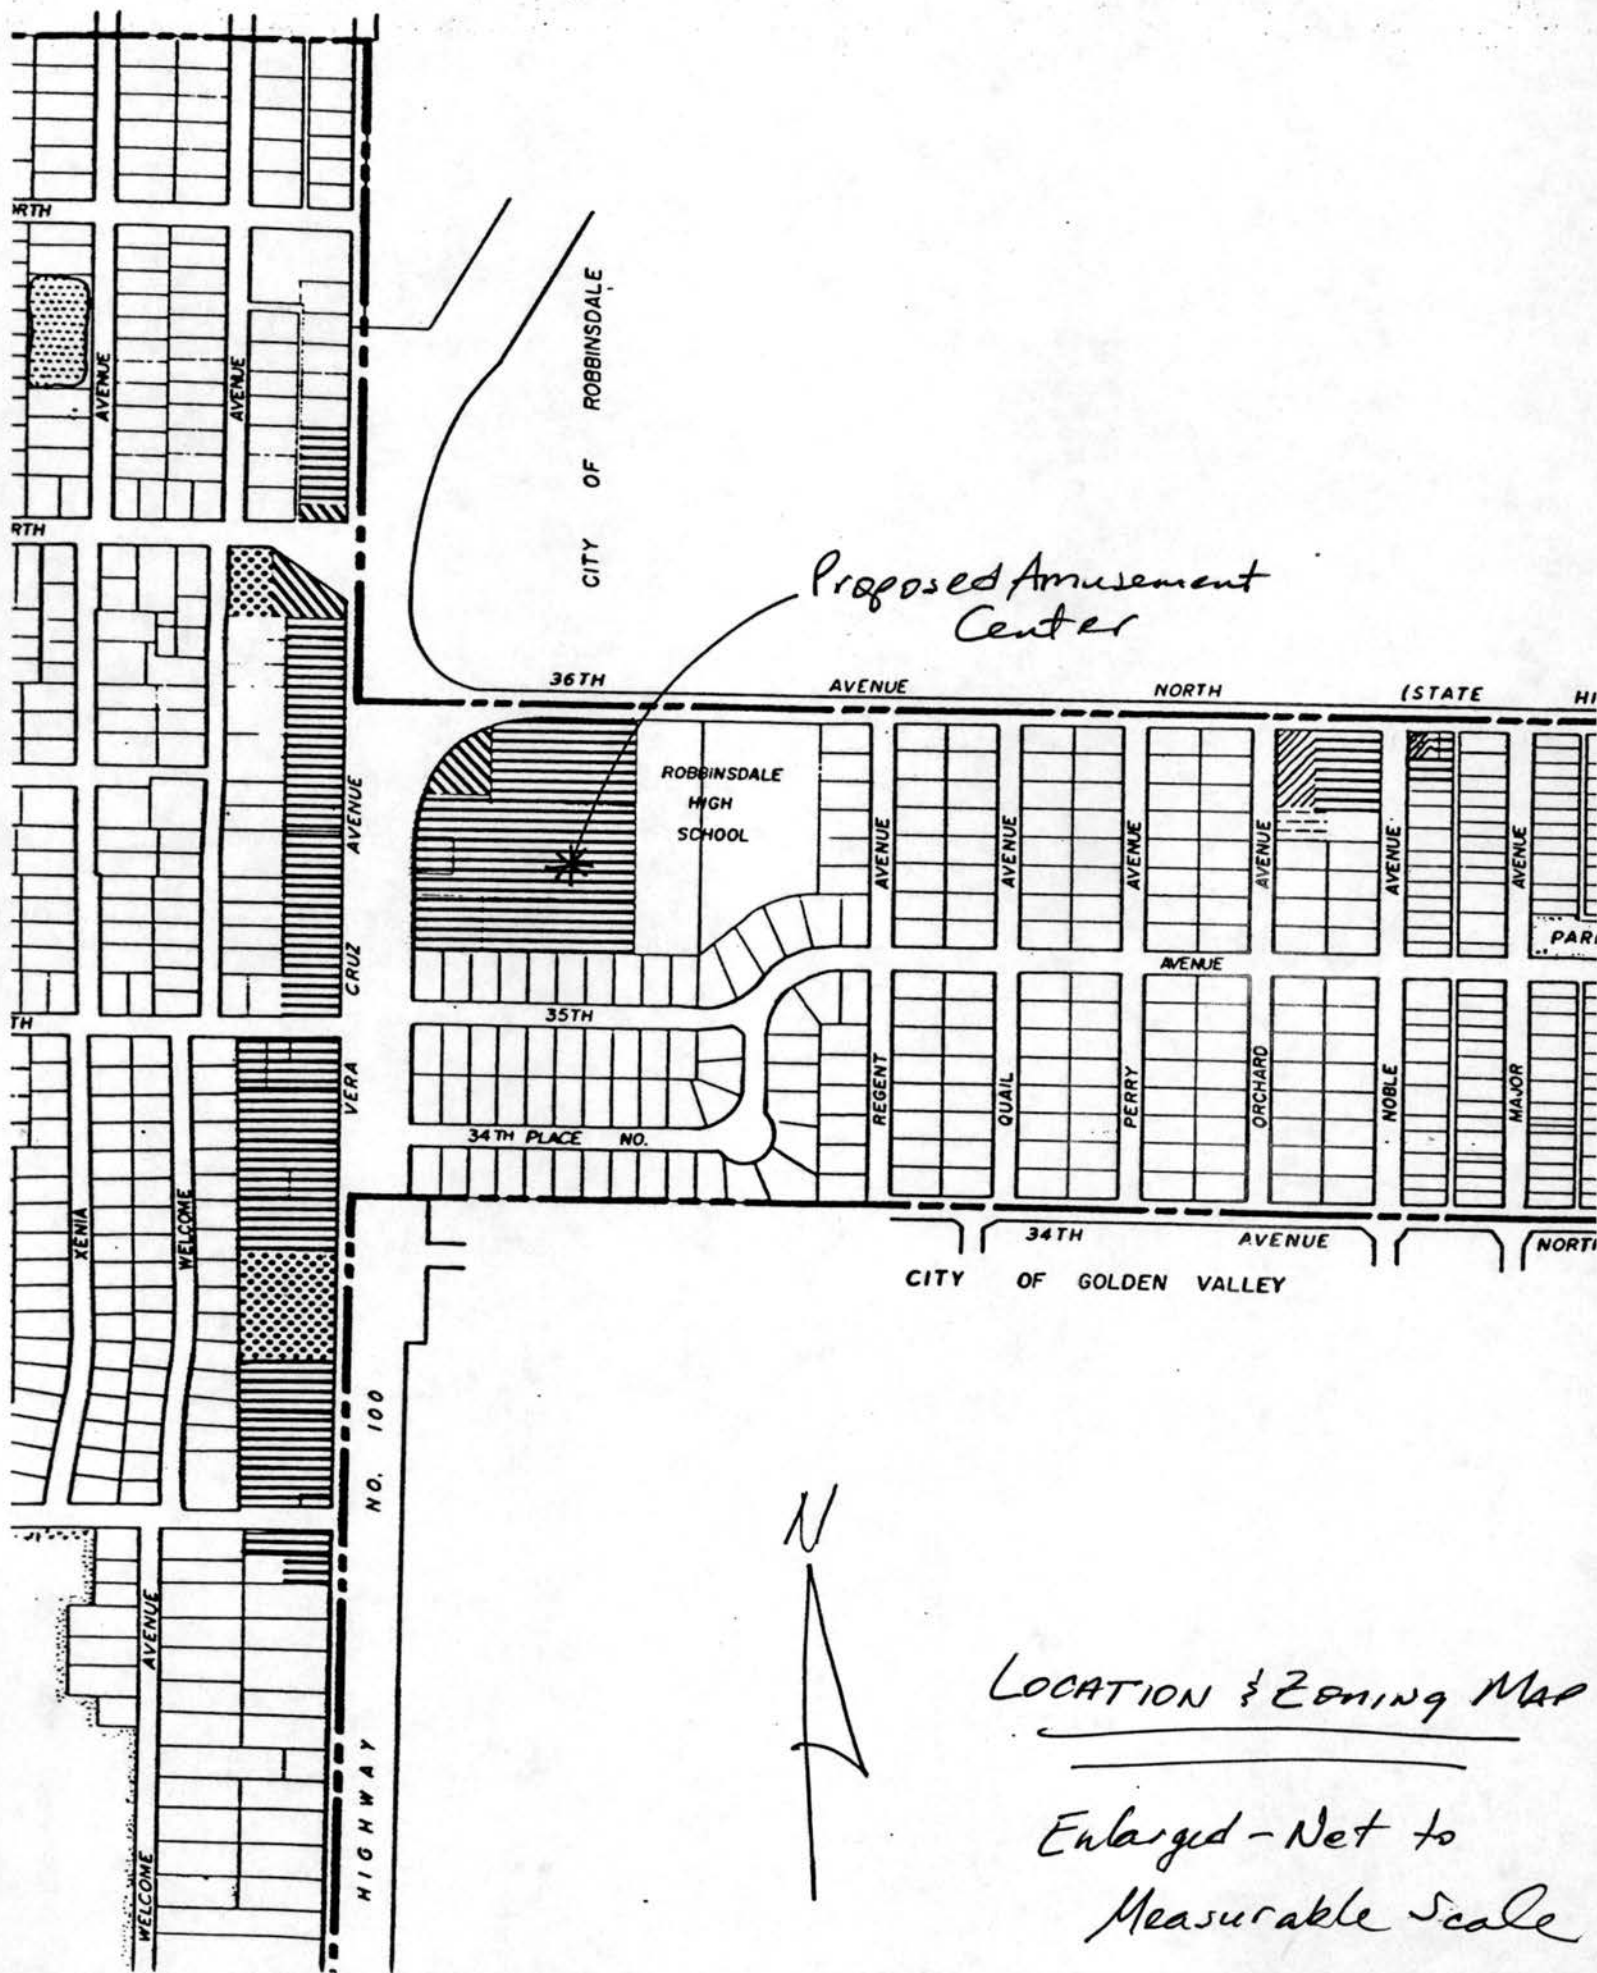 ORTH
AVENUE
AVENUE
CITY OF ROBBINSDALE
RTH
Proposed Amusement
Center
36TH AVENUE NORTH (STATE HI
ROBBINSDALE
HIGH
SCHOOL
AVENUE
AVENUE
AVENUE
AVENUE
AVENUE
AVENUE
PAR
AVENUE
35TH
TH
VERA CRUZ AVENUE
REGENT
QUAIL
PERRY
ORCHARD
NOBLE
MAJOR
34TH PLACE NO.
XENIA
WELCOME
34TH AVENUE NORT
CITY OF GOLDEN VALLEY
HIGHWAY NO. 100
N
WELCOME AVENUE
LOCATION & ZONING MAP
Enlarged - Not to
Measurable Scale